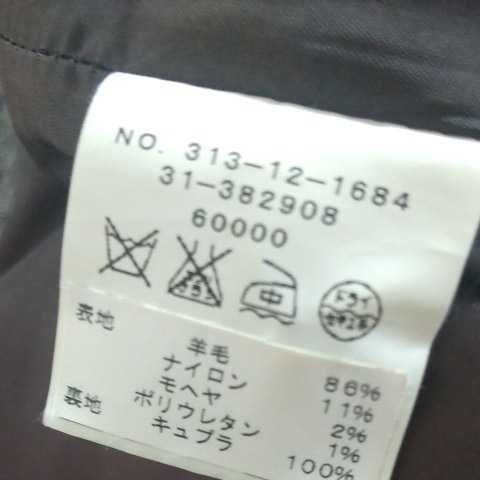 NO. 313-12-1684
31-382908
60000
中
ドライ
表地
羊毛 86%
ナイロン 11%
モヘヤ 2%
ポリウレタン 1%
裏地
キュプラ 100%